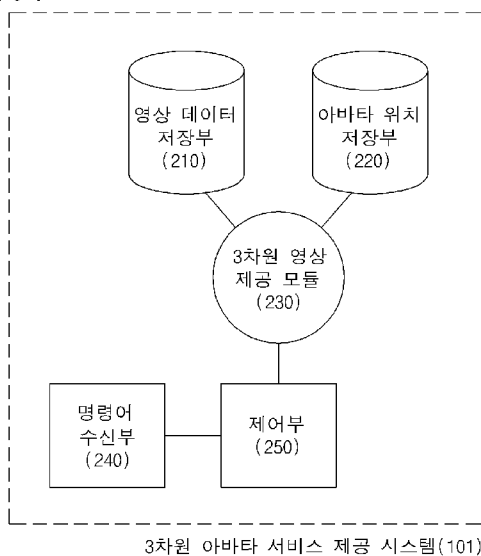 영상 데이터
저장부
(210)
아바타 위치
저장부
(220)
3차원 영상
제공 모듈
(230)
명령어
수신부
(240)
제어부
(250)
3차원 아바타 서비스 제공 시스템(101)